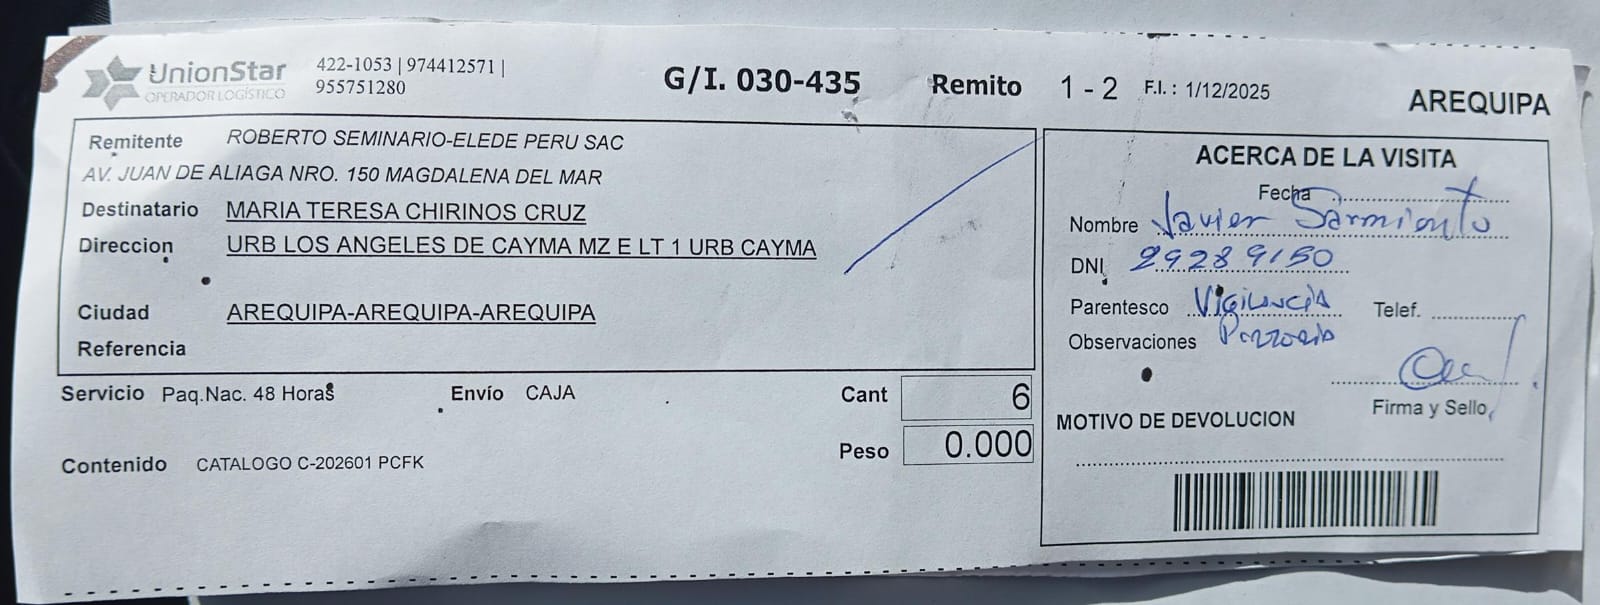 UnionStar
OPERADOR LOGÍSTICO
422-1053 | 974412571 |
955751280
G/I. 030-435 Remito 1 - 2 F.I. : 1/12/2025
AREQUIPA
Remitente ROBERTO SEMINARIO-ELEDE PERU SAC
AV. JUAN DE ALIAGA NRO. 150 MAGDALENA DEL MAR
Destinatario MARIA TERESA CHIRINOS CRUZ
Direccion URB LOS ANGELES DE CAYMA MZ E LT 1 URB CAYMA
Ciudad AREQUIPA-AREQUIPA-AREQUIPA
Referencia
Servicio Paq.Nac. 48 Horas Envío CAJA Cant 6
Peso 0.000
Contenido CATALOGO C-202601 PCFK
ACERCA DE LA VISITA
Fecha
Nombre Javier Sarmiento
DNI 29289150
Parentesco Vigilancia Telef.
Observaciones
Firma y Sello
MOTIVO DE DEVOLUCION